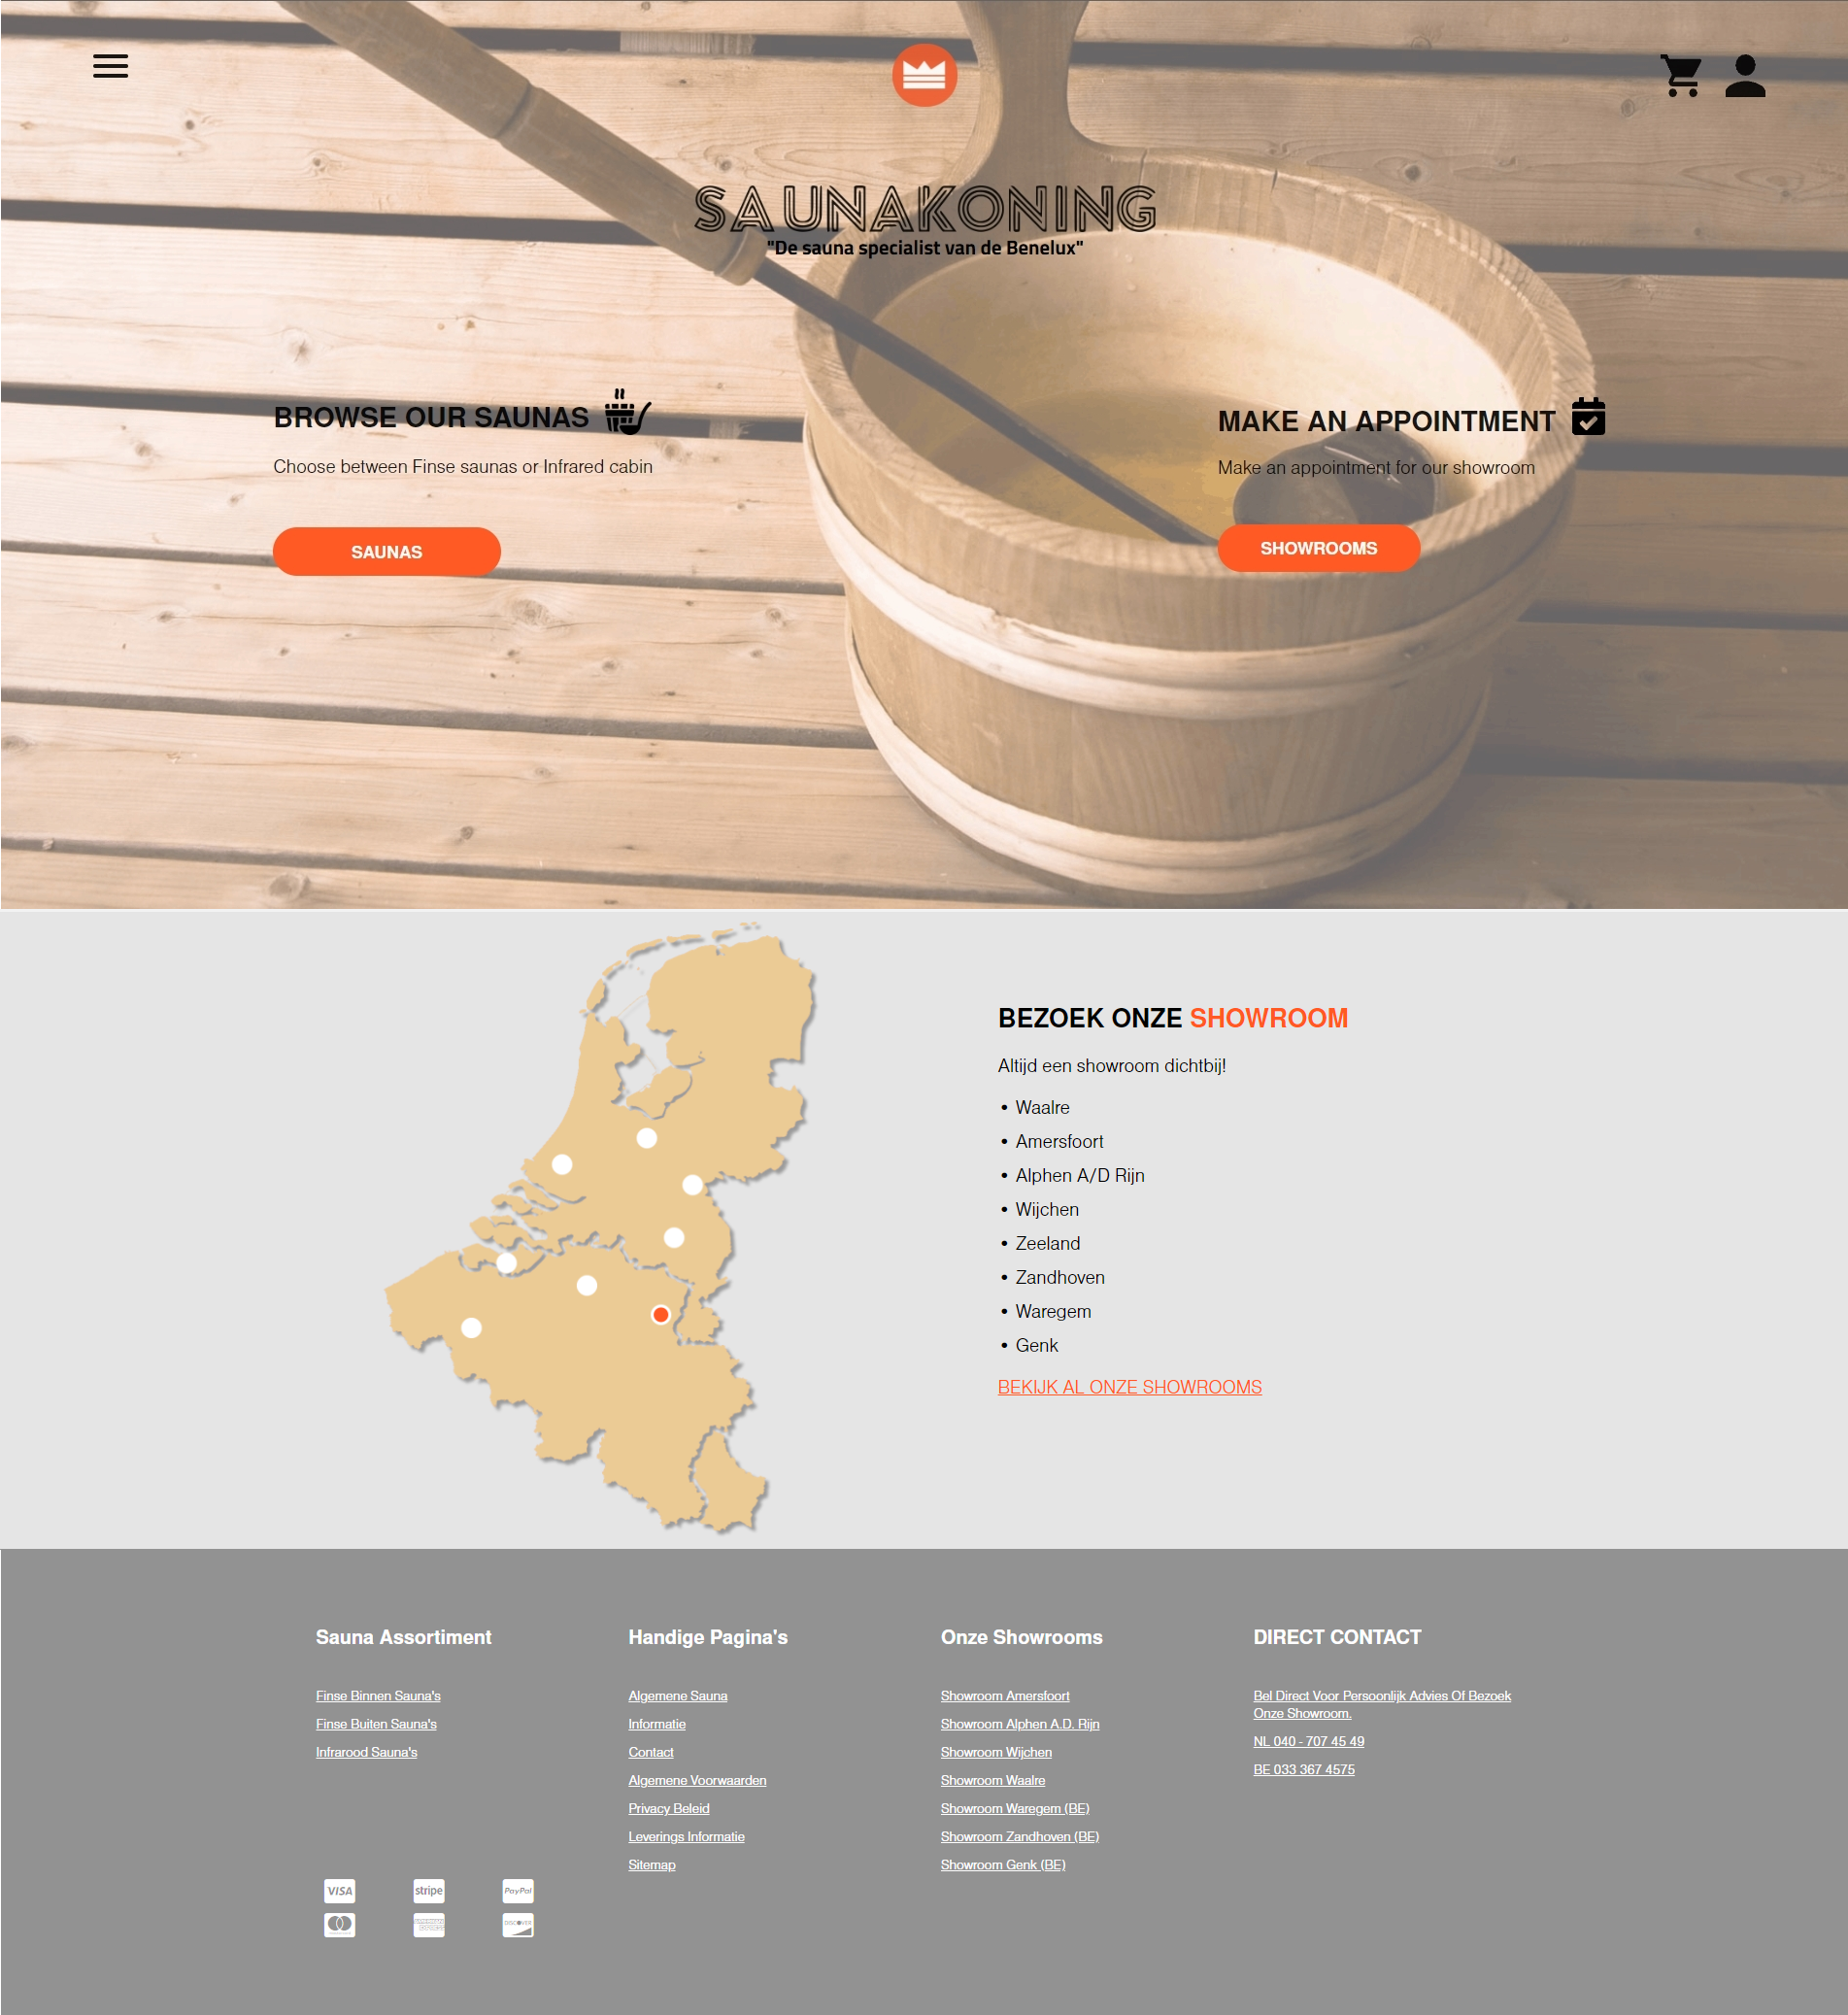 SAUNAKONING
"De sauna specialist van de Benelux"
BROWSE OUR SAUNAS
Choose between Finse saunas or Infrared cabin
SAUNAS
MAKE AN APPOINTMENT
Make an appointment for our showroom
SHOWROOMS
BEZOEK ONZE SHOWROOM
Altijd een showroom dichtbij!
• Waalre
• Amersfoort
• Alphen A/D Rijn
• Wijchen
• Zeeland
• Zandhoven
• Waregem
• Genk
BEKIJK AL ONZE SHOWROOMS
Sauna Assortiment
Finse Binnen Sauna's
Finse Buiten Sauna's
Infrarood Sauna's
VISA stripe PayPal
DISCOVER
Handige Pagina's
Algemene Sauna
Informatie
Contact
Algemene Voorwaarden
Privacy Beleid
Leverings Informatie
Sitemap
Onze Showrooms
Showroom Amersfoort
Showroom Alphen A.D. Rijn
Showroom Wijchen
Showroom Waalre
Showroom Waregem (BE)
Showroom Zandhoven (BE)
Showroom Genk (BE)
DIRECT CONTACT
Bel Direct Voor Persoonlijk Advies Of Bezoek
Onze Showroom.
NL 040 - 707 45 49
BE 033 367 4575